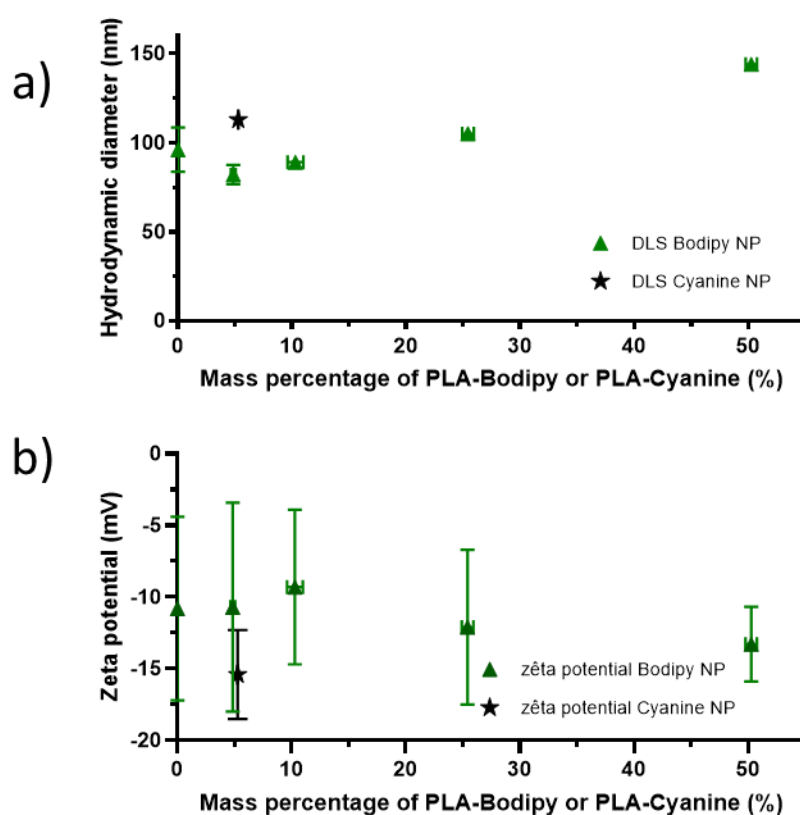 a)
Hydrodynamic diameter (nm)
150
100
50
0
DLS Bodipy NP
DLS Cyanine NP
0 10 20 30 40 50
Mass percentage of PLA-Bodipy or PLA-Cyanine (%)
b)
Zeta potential (mV)
0
-5
-10
-15
-20
zêta potential Bodipy NP
zêta potential Cyanine NP
0 10 20 30 40 50
Mass percentage of PLA-Bodipy or PLA-Cyanine (%)